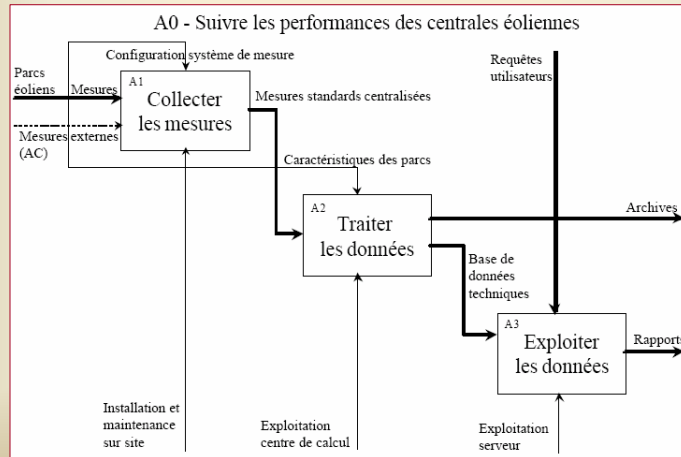 A0 - Suivre les performances des centrales éoliennes
Configuration système de mesure
Parcs
éoliens
Mesures
A1
Collecter
les mesures
Mesures externes
(AC)
Mesures standards centralisées
Requêtes
utilisateurs
Caractéristiques des parcs
A2
Traiter
les données
Archives
Base de
données
techniques
A3
Exploiter
les données
Rapports
Installation et
maintenance
sur site
Exploitation
centre de calcul
Exploitation
serveur